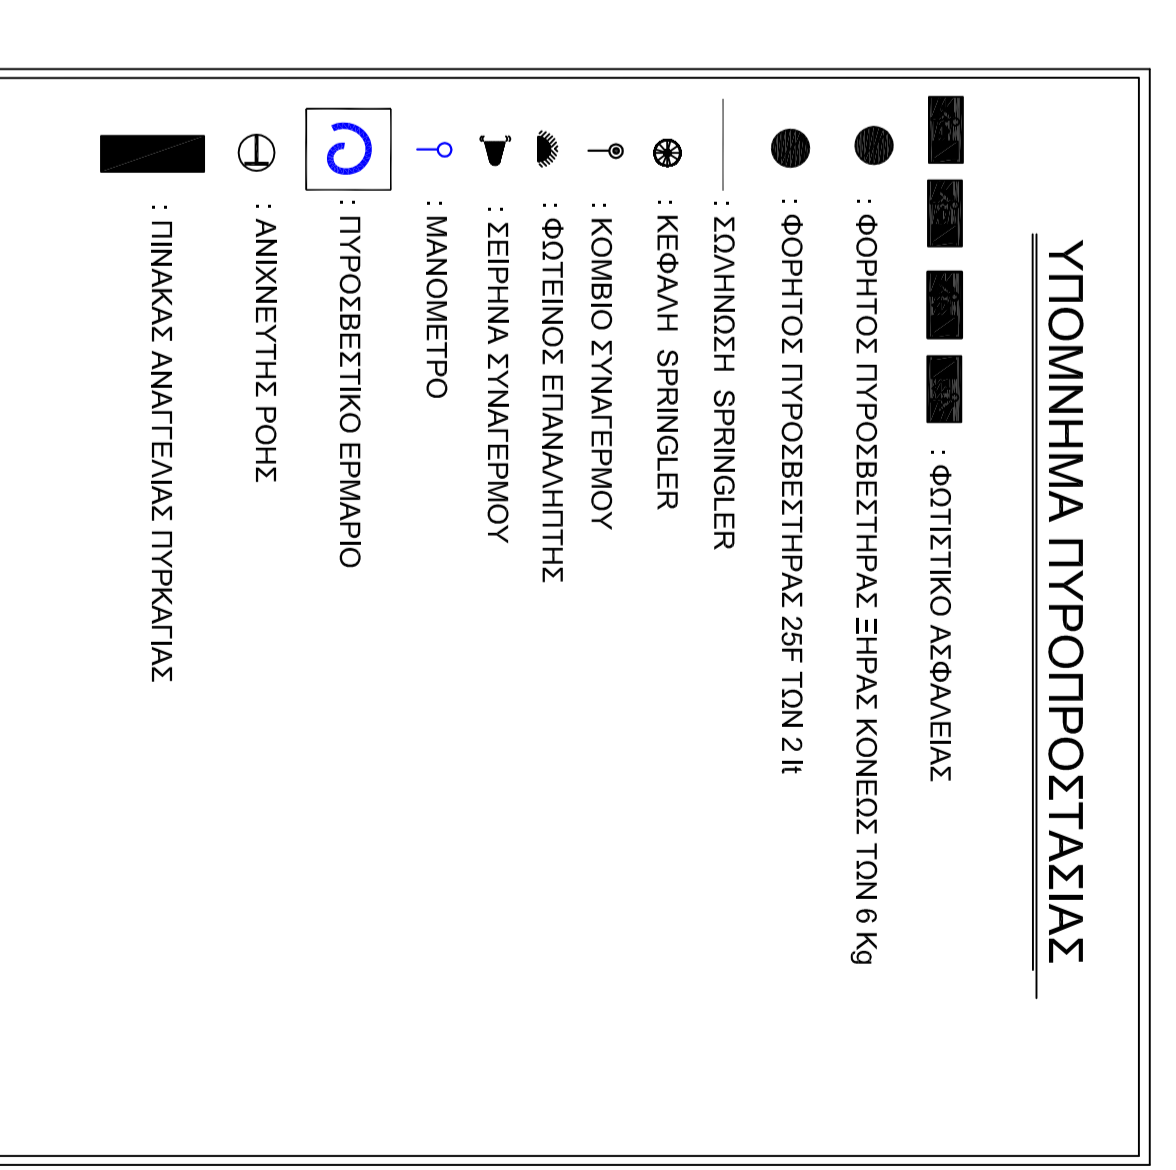 ΥΠΟΜΝΗΜΑ ΠΥΡΟΠΡΟΣΤΑΣΙΑΣ
: ΦΩΤΙΣΤΙΚΟ ΑΣΦΑΛΕΙΑΣ
: ΦΟΡΗΤΟΣ ΠΥΡΟΣΒΕΣΤΗΡΑΣ ΞΗΡΑΣ ΚΟΝΕΩΣ ΤΩΝ 6 Kg
: ΦΟΡΗΤΟΣ ΠΥΡΟΣΒΕΣΤΗΡΑΣ 25F ΤΩΝ 2 lt
: ΣΩΛΗΝΩΣΗ SPRINGLER
: ΚΕΦΑΛΗ SPRINGLER
: ΚΟΜΒΙΟ ΣΥΝΑΓΕΡΜΟΥ
: ΦΩΤΕΙΝΟΣ ΕΠΑΝΑΛΗΠΤΗΣ
: ΣΕΙΡΗΝΑ ΣΥΝΑΓΕΡΜΟΥ
: ΜΑΝΟΜΕΤΡΟ
: ΠΥΡΟΣΒΕΣΤΙΚΟ ΕΡΜΑΡΙΟ
: ΑΝΙΧΝΕΥΤΗΣ ΡΟΗΣ
: ΠΙΝΑΚΑΣ ΑΝΑΓΓΕΛΙΑΣ ΠΥΡΚΑΓΙΑΣ